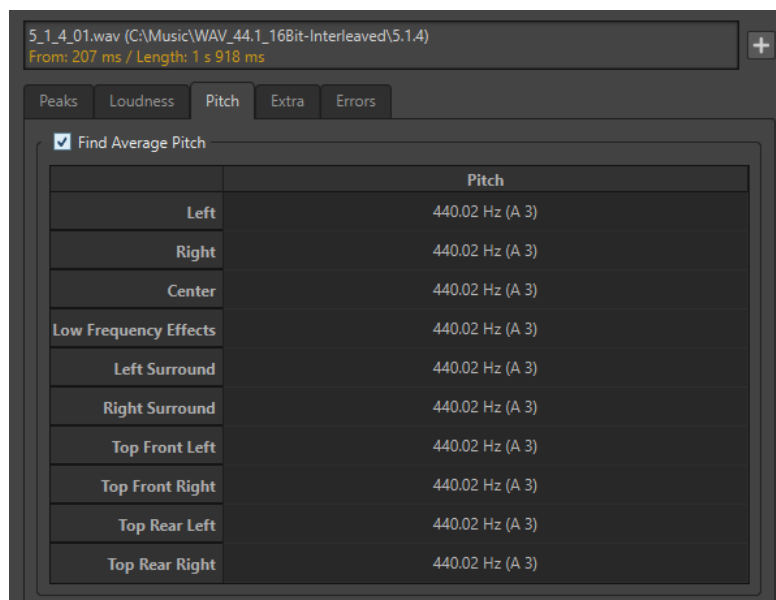 5_1_4_01.wav (C:\Music\WAV_44.1_16Bit-Interleaved\5.1.4)
From: 207 ms / Length: 1 s 918 ms
Peaks Loudness Pitch Extra Errors
Find Average Pitch
Pitch
Left 440.02 Hz (A 3)
Right 440.02 Hz (A 3)
Center 440.02 Hz (A 3)
Low Frequency Effects 440.02 Hz (A 3)
Left Surround 440.02 Hz (A 3)
Right Surround 440.02 Hz (A 3)
Top Front Left 440.02 Hz (A 3)
Top Front Right 440.02 Hz (A 3)
Top Rear Left 440.02 Hz (A 3)
Top Rear Right 440.02 Hz (A 3)